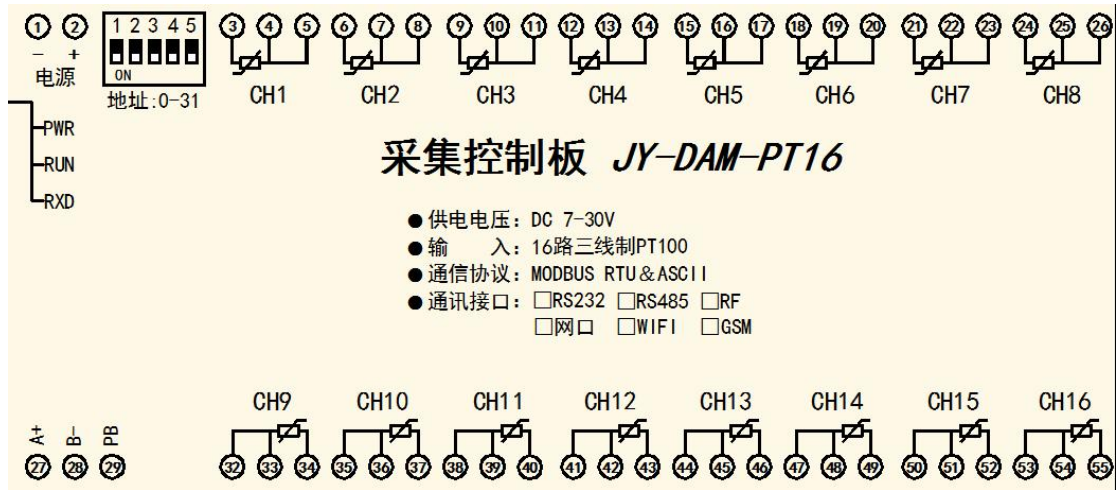 1 2 1 2 3 4 5 3 4 5 6 7 8 9 10 11 12 13 14 15 16 17 18 19 20 21 22 23 24 25 26
- +
ON
电源
地址:0-31
CH1 CH2 CH3 CH4 CH5 CH6 CH7 CH8
PWR
RUN
RXD
采集控制板 JY-DAM-PT16
●供电电压: DC 7-30V
●输 入: 16路三线制PT100
●通信协议: MODBUS RTU&ASCII
●通讯接口: □RS232 □RS485 □RF
□网口 □WIFI □GSM
CH9 CH10 CH11 CH12 CH13 CH14 CH15 CH16
A+ B- PB
27 28 29 32 33 34 35 36 37 38 39 40 41 42 43 44 45 46 47 48 49 50 51 52 53 54 55